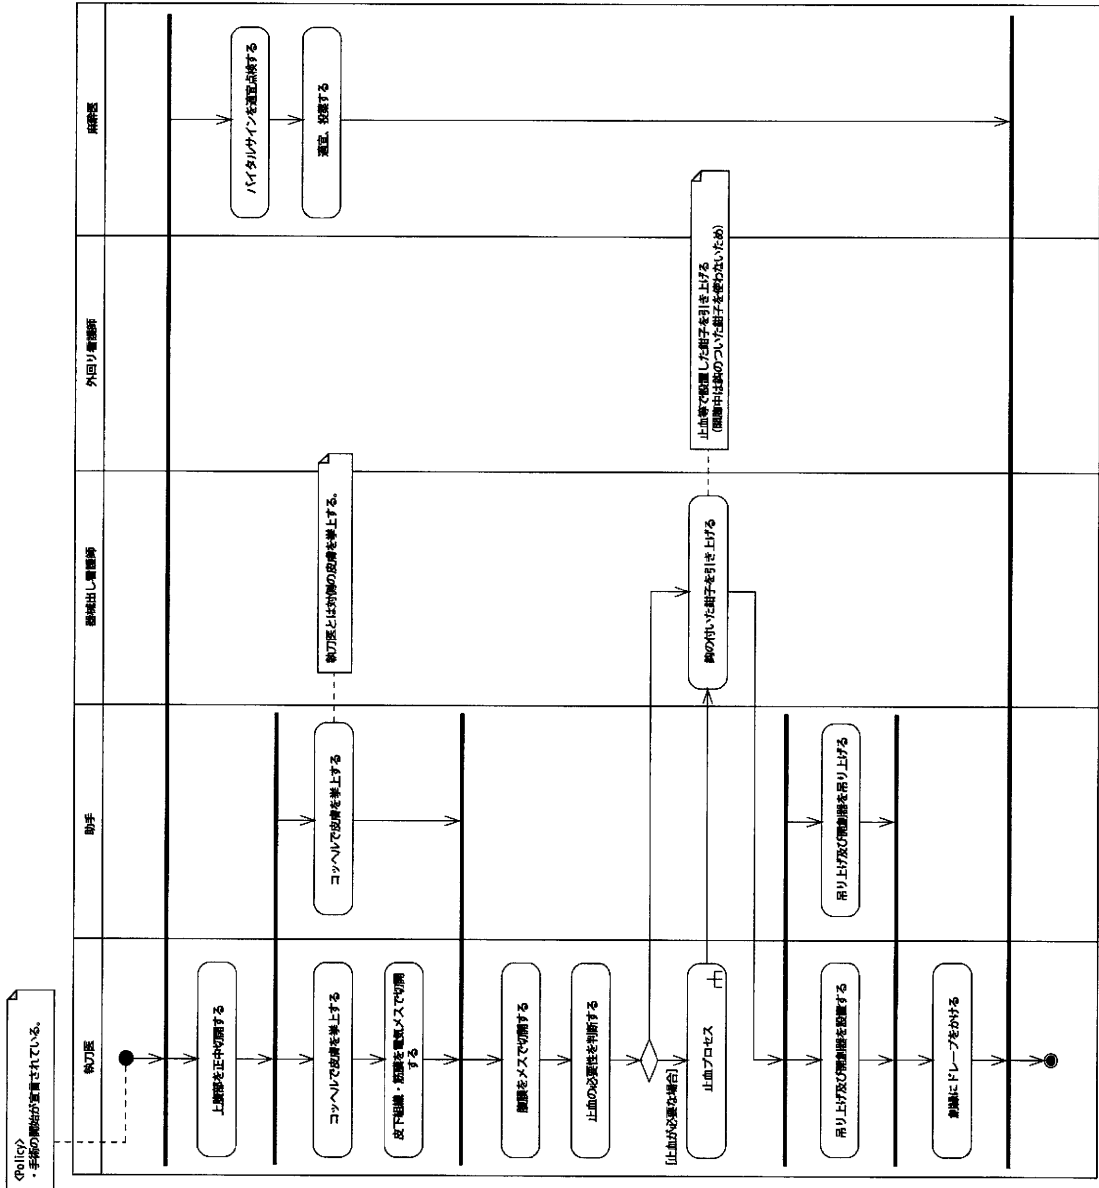 <Policy>
・手術の開始が宣言されている。
執刀医
助手
器械出し看護師
外回り看護師
麻酔医
上腹部を正中切開する
バイタルサインを適宜点検する
適宜、投薬する
コッヘルで皮膚を挙上する
コッヘルで皮膚を挙上する
執刀医とは対側の皮膚を挙上する。
皮下組織・筋膜を電気メスで切開
する
腹膜をメスで切開する
止血の必要性を判断する
[止血が必要な場合]
止血プロセス
鈎の付いた鉗子を引き上げる
止血等で設置した鉗子を引き上げる
(開腹中は鈎のついた鉗子を使わないため)
吊り上げ及び開創器を設置する
吊り上げ及び開創器を吊り上げる
創縁にドレープをかける